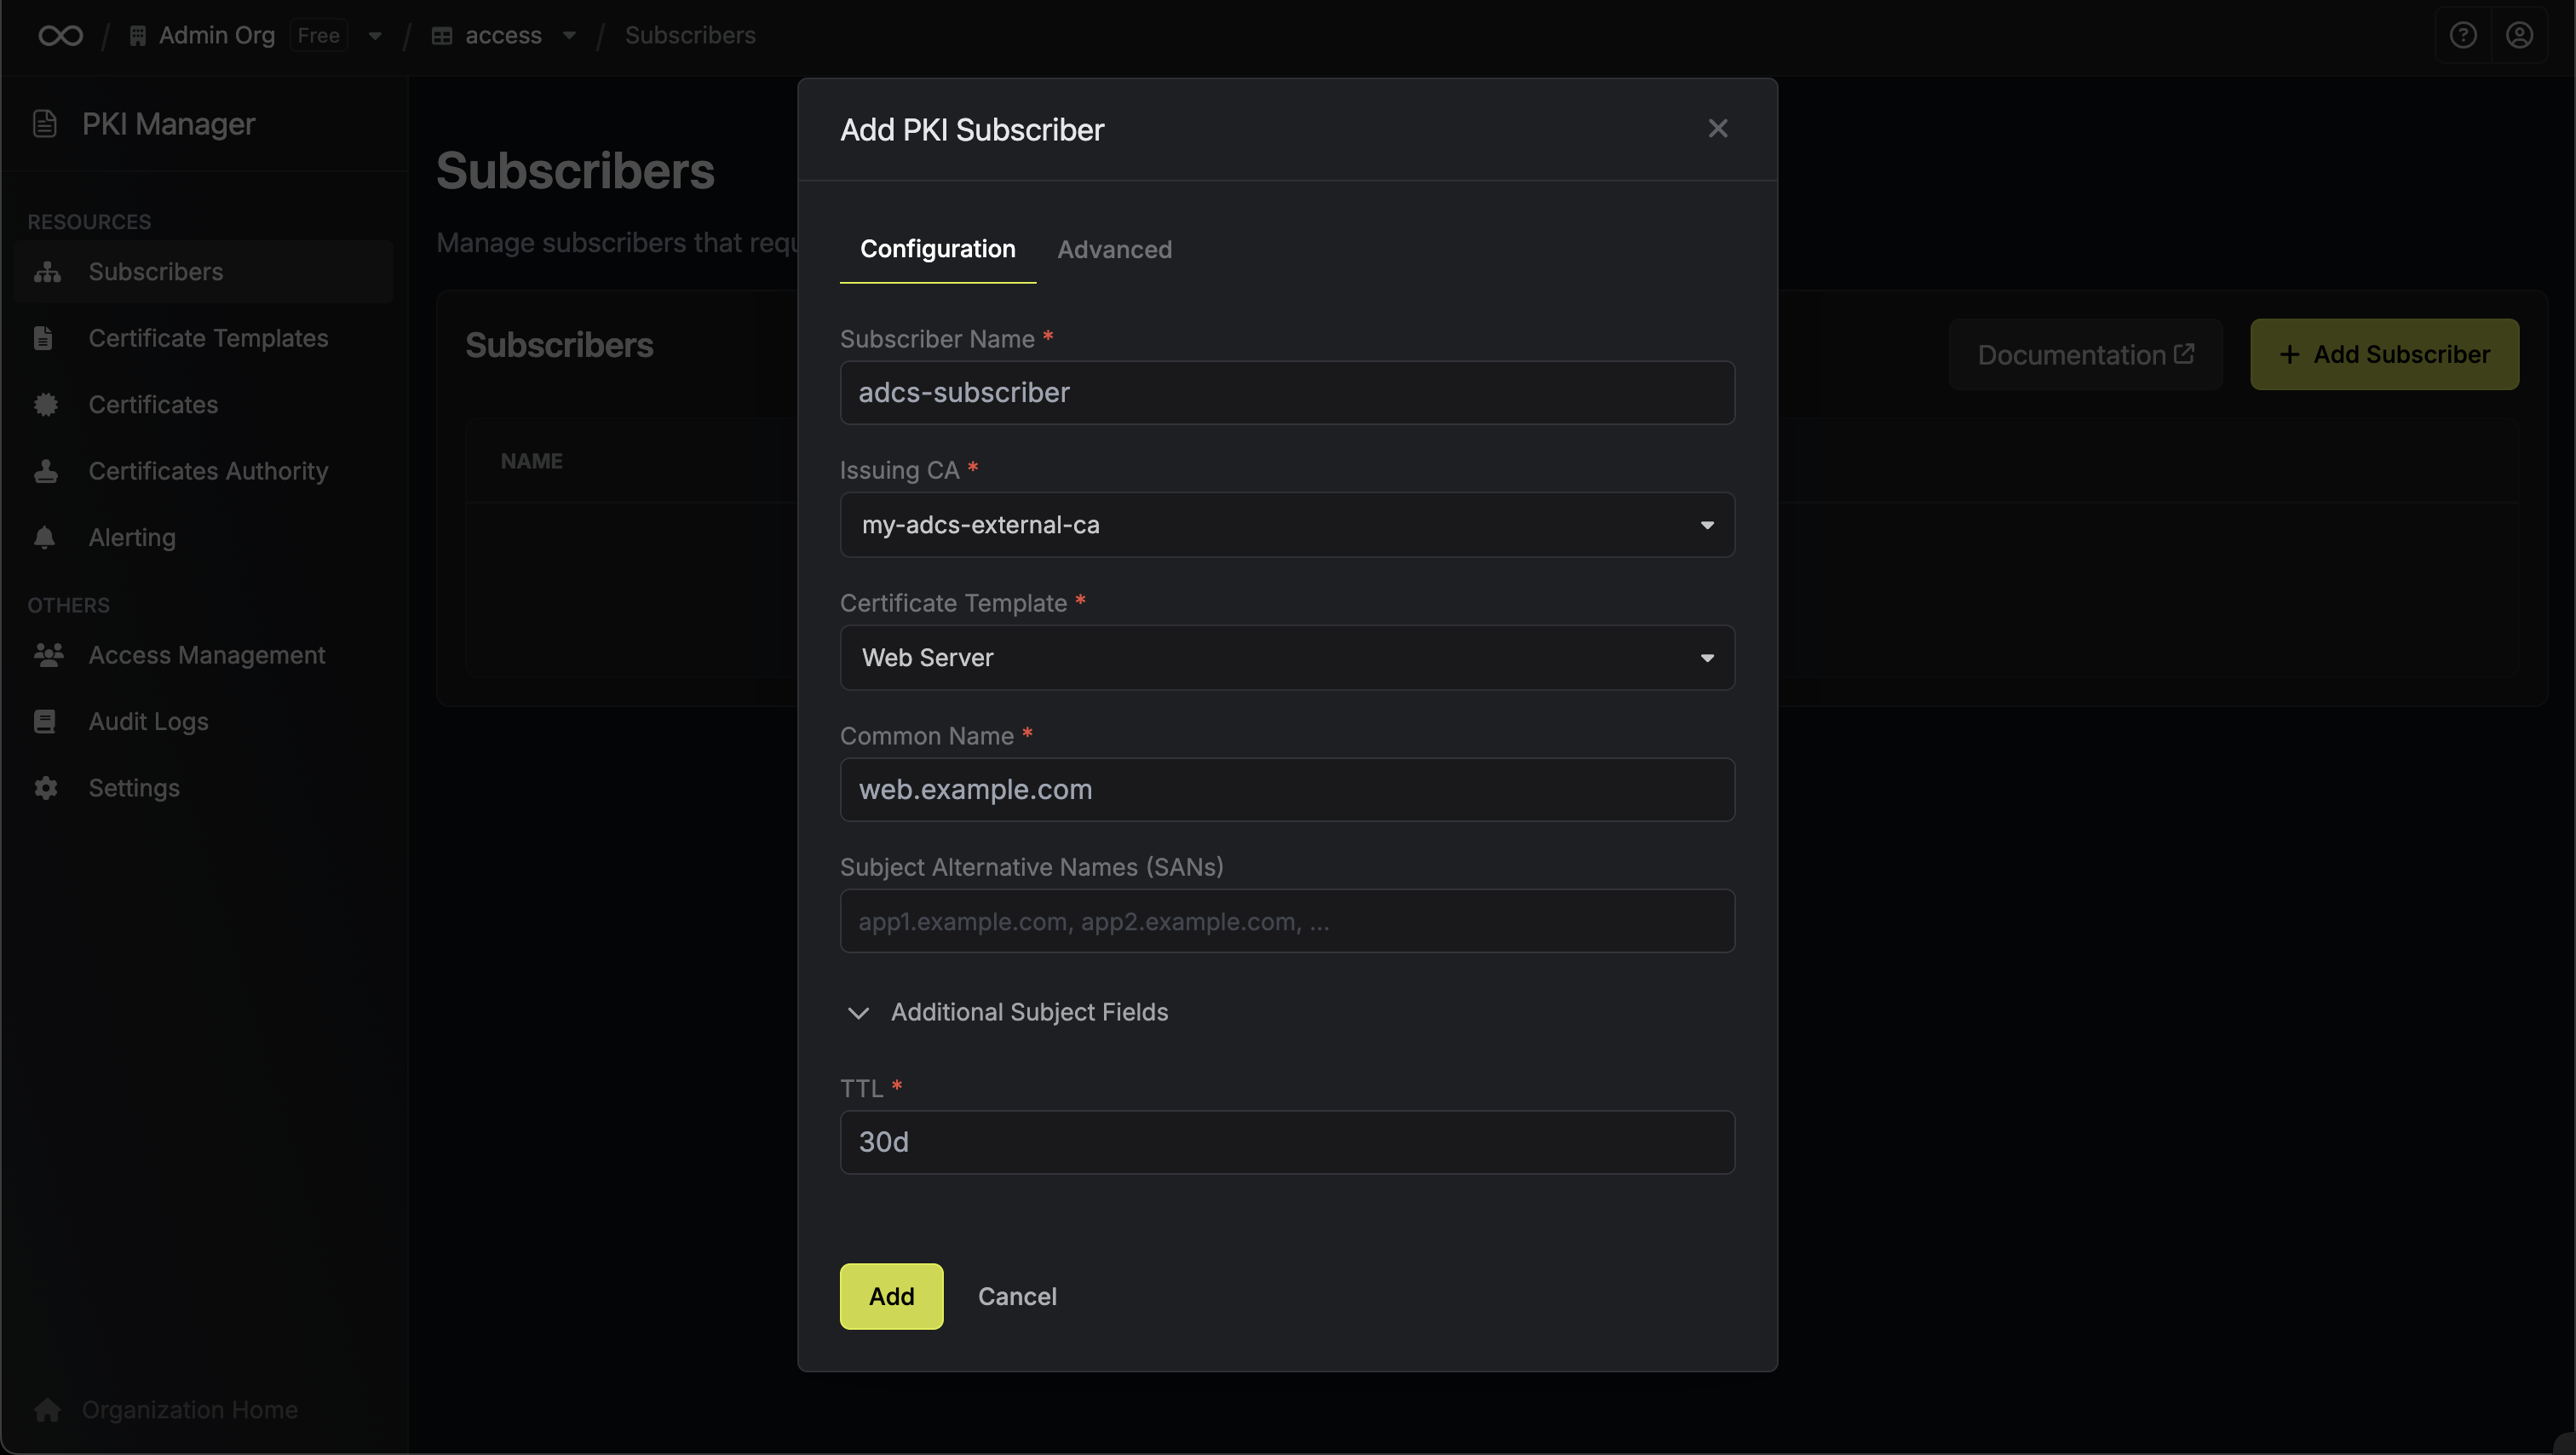 / Admin Org Free / access / Subscribers
PKI Manager
RESOURCES
Subscribers
Certificate Templates
Certificates
Certificates Authority
Alerting
OTHERS
Access Management
Audit Logs
Settings
Organization Home
Subscribers
Manage subscribers that requ
Subscribers
Documentation
+ Add Subscriber
NAME
Add PKI Subscriber
Configuration Advanced
Subscriber Name *
adcs-subscriber
Issuing CA *
my-adcs-external-ca
Certificate Template *
Web Server
Common Name *
web.example.com
Subject Alternative Names (SANs)
app1.example.com, app2.example.com, ...
Additional Subject Fields
TTL *
30d
Add Cancel